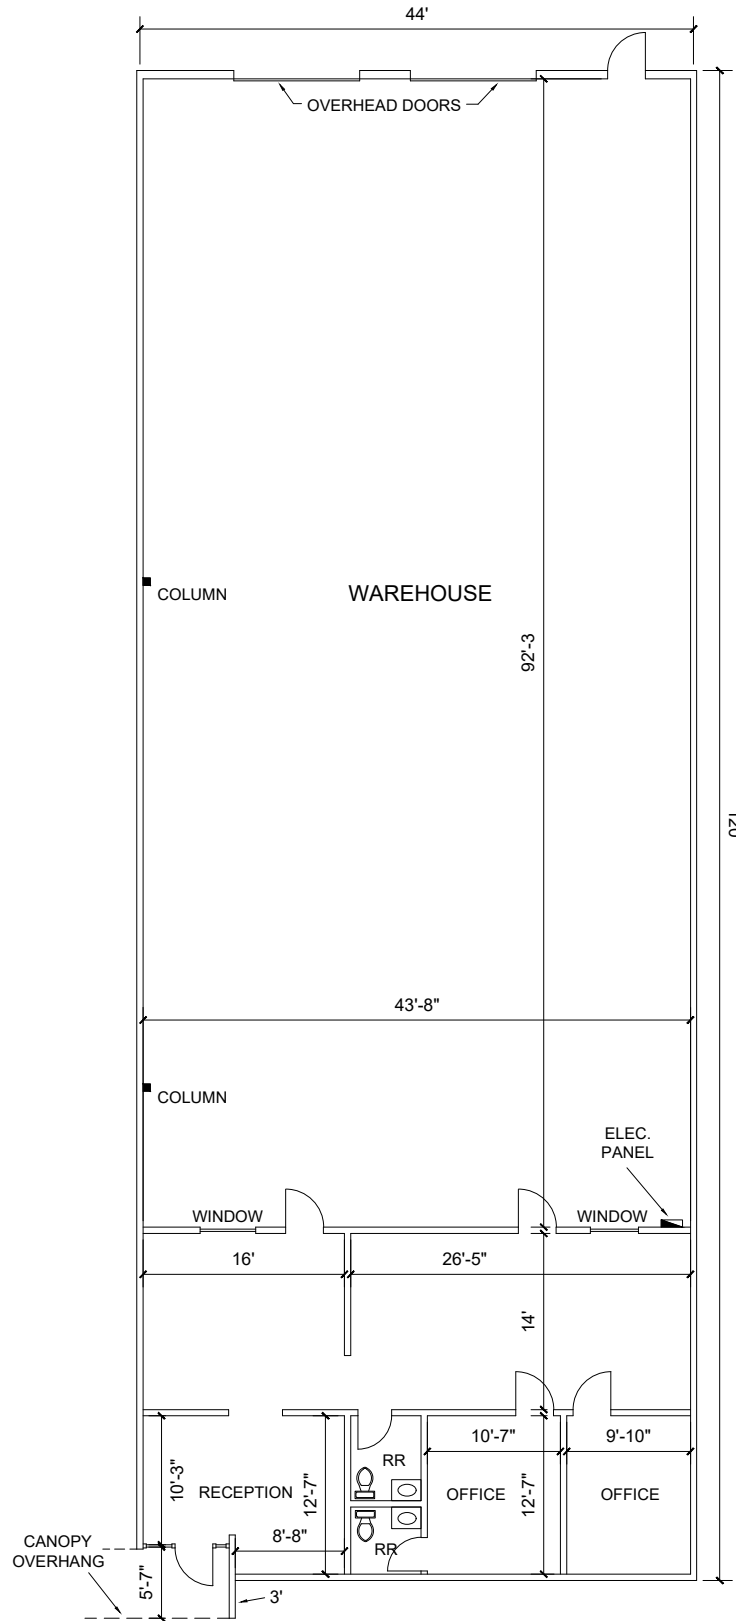 44'
OVERHEAD DOORS
COLUMN
WAREHOUSE
92'-3
120
43'-8"
COLUMN
ELEC.
PANEL
WINDOW
WINDOW
16'
26'-5"
14'
10'-7"
9'-10"
10'-3"
RECEPTION
12'-7"
RR
OFFICE
12'-7"
OFFICE
CANOPY
OVERHANG
8'-8"
RR
5'-7"
3'